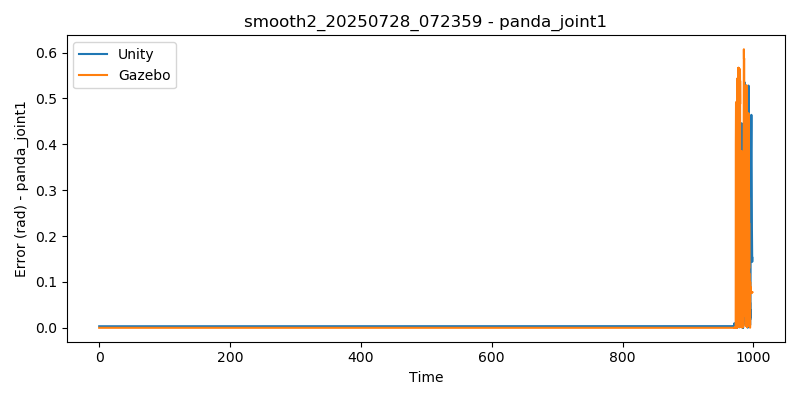 smooth2_20250728_072359 - panda_joint1
Unity
Gazebo
Error (rad) - panda_joint1
0.6
0.5
0.4
0.3
0.2
0.1
0.0
0
200
400
600
800
1000
Time